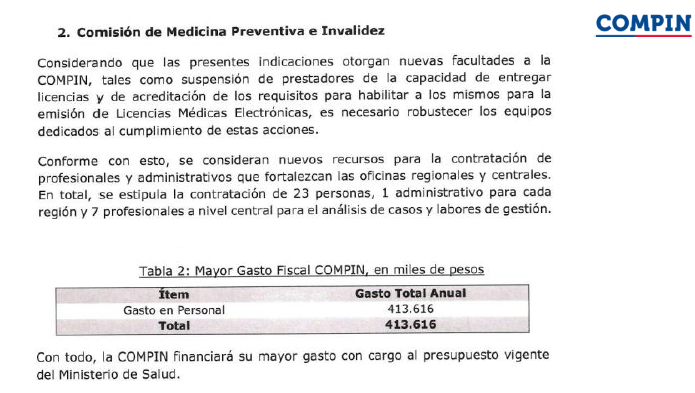 COMPIN
2. Comisión de Medicina Preventiva e Invalidez
Considerando que las presentes indicaciones otorgan nuevas facultades a la
COMPIN, tales como suspensión de prestadores de la capacidad de entregar
licencias y de acreditación de los requisitos para habilitar a los mismos para la
emisión de Licencias Médicas Electrónicas, es necesario robustecer los equipos
dedicados al cumplimiento de estas acciones.
Conforme con esto, se consideran nuevos recursos para la contratación de
profesionales y administrativos que fortalezcan las oficinas regionales y centrales.
En total, se estipula la contratación de 23 personas, 1 administrativo para cada
región y 7 profesionales a nivel central para el análisis de casos y labores de gestión.
Tabla 2: Mayor Gasto Fiscal COMPIN, en miles de pesos
Ítem Gasto Total Anual
Gasto en Personal 413.616
Total 413.616
Con todo, la COMPIN financiará su mayor gasto con cargo al presupuesto vigente
del Ministerio de Salud.